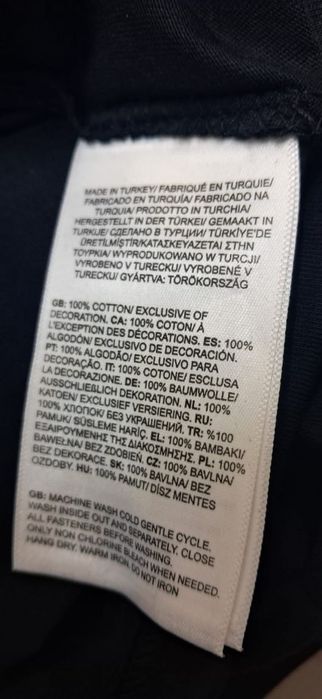 MADE IN TURKEY/ FABRIQUÉ EN TURQUIE/
FABRICADO EN TURQUÍA/ FABRICADO NA
TURQUIA/ PRODOTTO IN TURCHIA/
HERGESTELLT IN DER TÜRKEI/ GEMAAKT IN
TURKIJE/ СДЕЛАНО В ТУРЦИИ/ TÜRKİYE'DE
ÜRETİLMİŞTİR/ΚΑΤΑΣΚΕΥΑΖΕΤΑΙ ΣΤΗΝ
ΤΟΥΡΚΙΑ/ WYPRODUKOWANO W TURCJI/
VYROBENO V TURECKU/ VYROBENÉ V
TURECKU/ GYÁRTVA: TÖRÖKORSZÁG
GB: 100% COTTON/ EXCLUSIVE OF
DECORATION. CA: 100% COTON/ À
L'EXCEPTION DES DÉCORATIONS. ES: 100%
ALGODÓN/ EXCLUSIVO DE DECORACIÓN.
PT: 100% ALGODÃO/ EXCLUSIVO PARA
DECORAÇÃO. IT: 100% COTONE/ ESCLUSA
LA DECORAZIONE. DE: 100% BAUMWOLLE/
AUSSCHLIEßLICH DEKORATION. NL: 100%
KATOEN/ EXCLUSIEF VERSIERING. RU:
100% ХЛОПОК/ БЕЗ УКРАШЕНИЙ. TR: %100
PAMUK/ SÜSLEME HARİÇ. EL: 100% ΒΑΜΒΑΚΙ/
ΕΞΑΙΡΟΥΜΕΝΗΣ ΤΗΣ ΔΙΑΚΟΣΜΗΣΗΣ. PL: 100%
BAWEŁNA/ BEZ ZDOBIEŃ. CZ: 100% BAVLNA/
BEZ DEKORACE. SK: 100% BAVLNA/ BEZ
OZDOBY. HU: 100% PAMUT/ DÍSZ MENTES
GB: MACHINE WASH COLD GENTLE CYCLE.
WASH INSIDE OUT AND SEPARATELY. CLOSE
ALL FASTENERS BEFORE WASHING.
ONLY NON CHLORINE BLEACH WHEN NEEDED.
HANG DRY. WARM IRON. DO NOT IRON